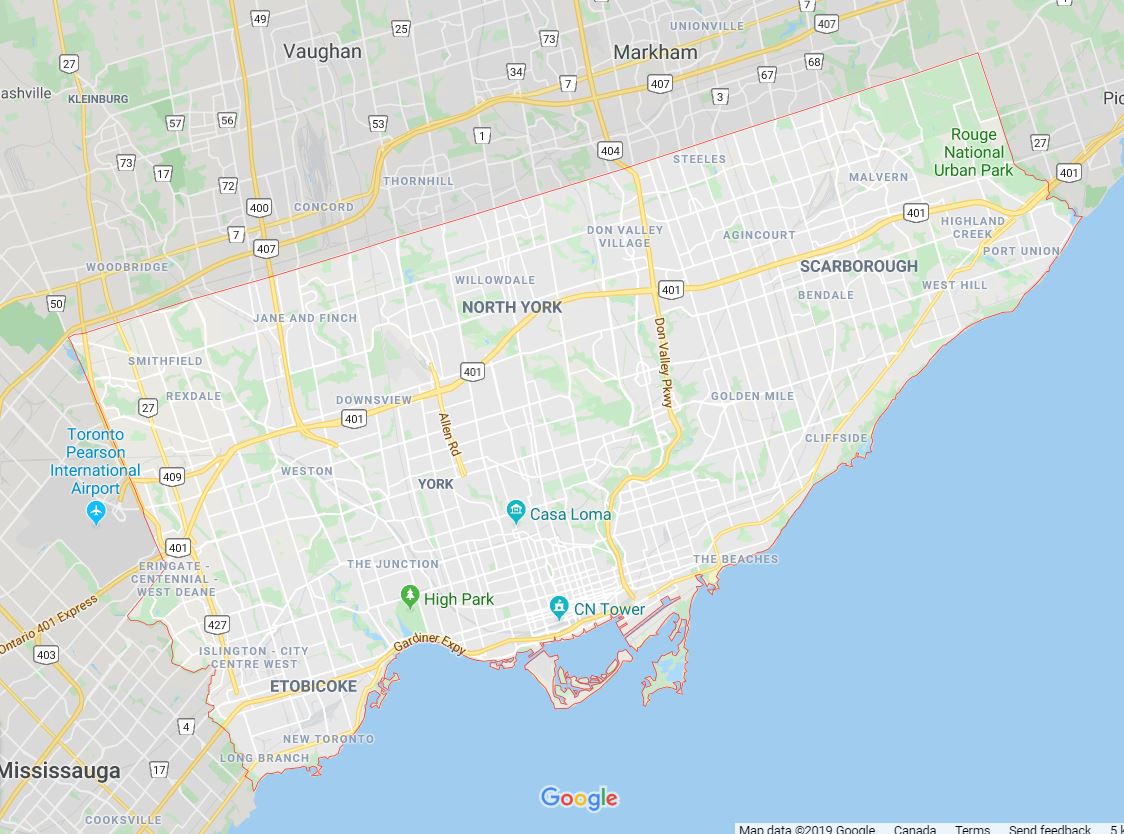 49
25
7
407
UNIONVILLE
73
Vaughan
Markham
27
34
7
407
67
68
ashville
KLEINBURG
3
57
56
53
1
404
STEELES
Rouge
National
Urban Park
27
73
17
72
THORNHILL
MALVERN
401
400
CONCORD
401
7
407
DON VALLEY
VILLAGE
AGINCOURT
HIGHLAND
CREEK
PORT UNION
WOODBRIDGE
WILLOWDALE
SCARBOROUGH
50
NORTH YORK
401
BENDALE
WEST HILL
JANE AND FINCH
Don Valley Pkwy
SMITHFIELD
401
REXDALE
27
DOWNSVIEW
GOLDEN MILE
401
Allen Rd
Toronto
Pearson
International
Airport
CLIFFSIDE
409
WESTON
YORK
Casa Loma
401
ERINGATE -
CENTENNIAL -
WEST DEANE
THE JUNCTION
THE BEACHES
High Park
CN Tower
Ontario 401 Express
427
Gardiner Expy
403
ISLINGTON - CITY
CENTRE WEST
ETOBICOKE
4
NEW TORONTO
LONG BRANCH
Mississauga
17
COOKSVILLE
Google
Map data ©2019 Google Canada Terms Send feedback